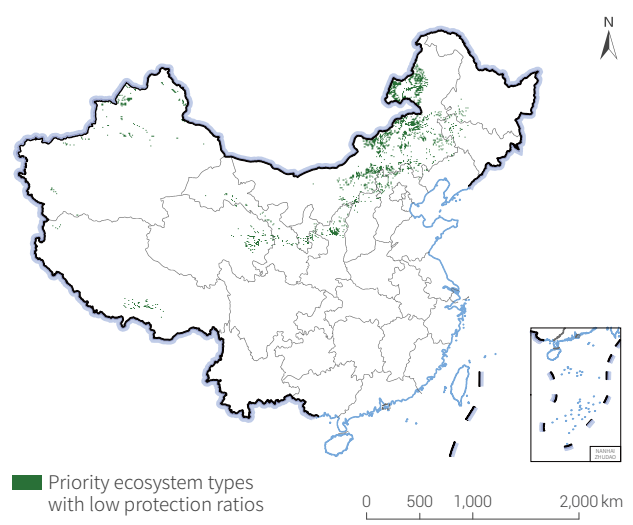 N
NANHAI
ZHUDAO
Priority ecosystem types
with low protection ratios
0 500 1,000 2,000 km